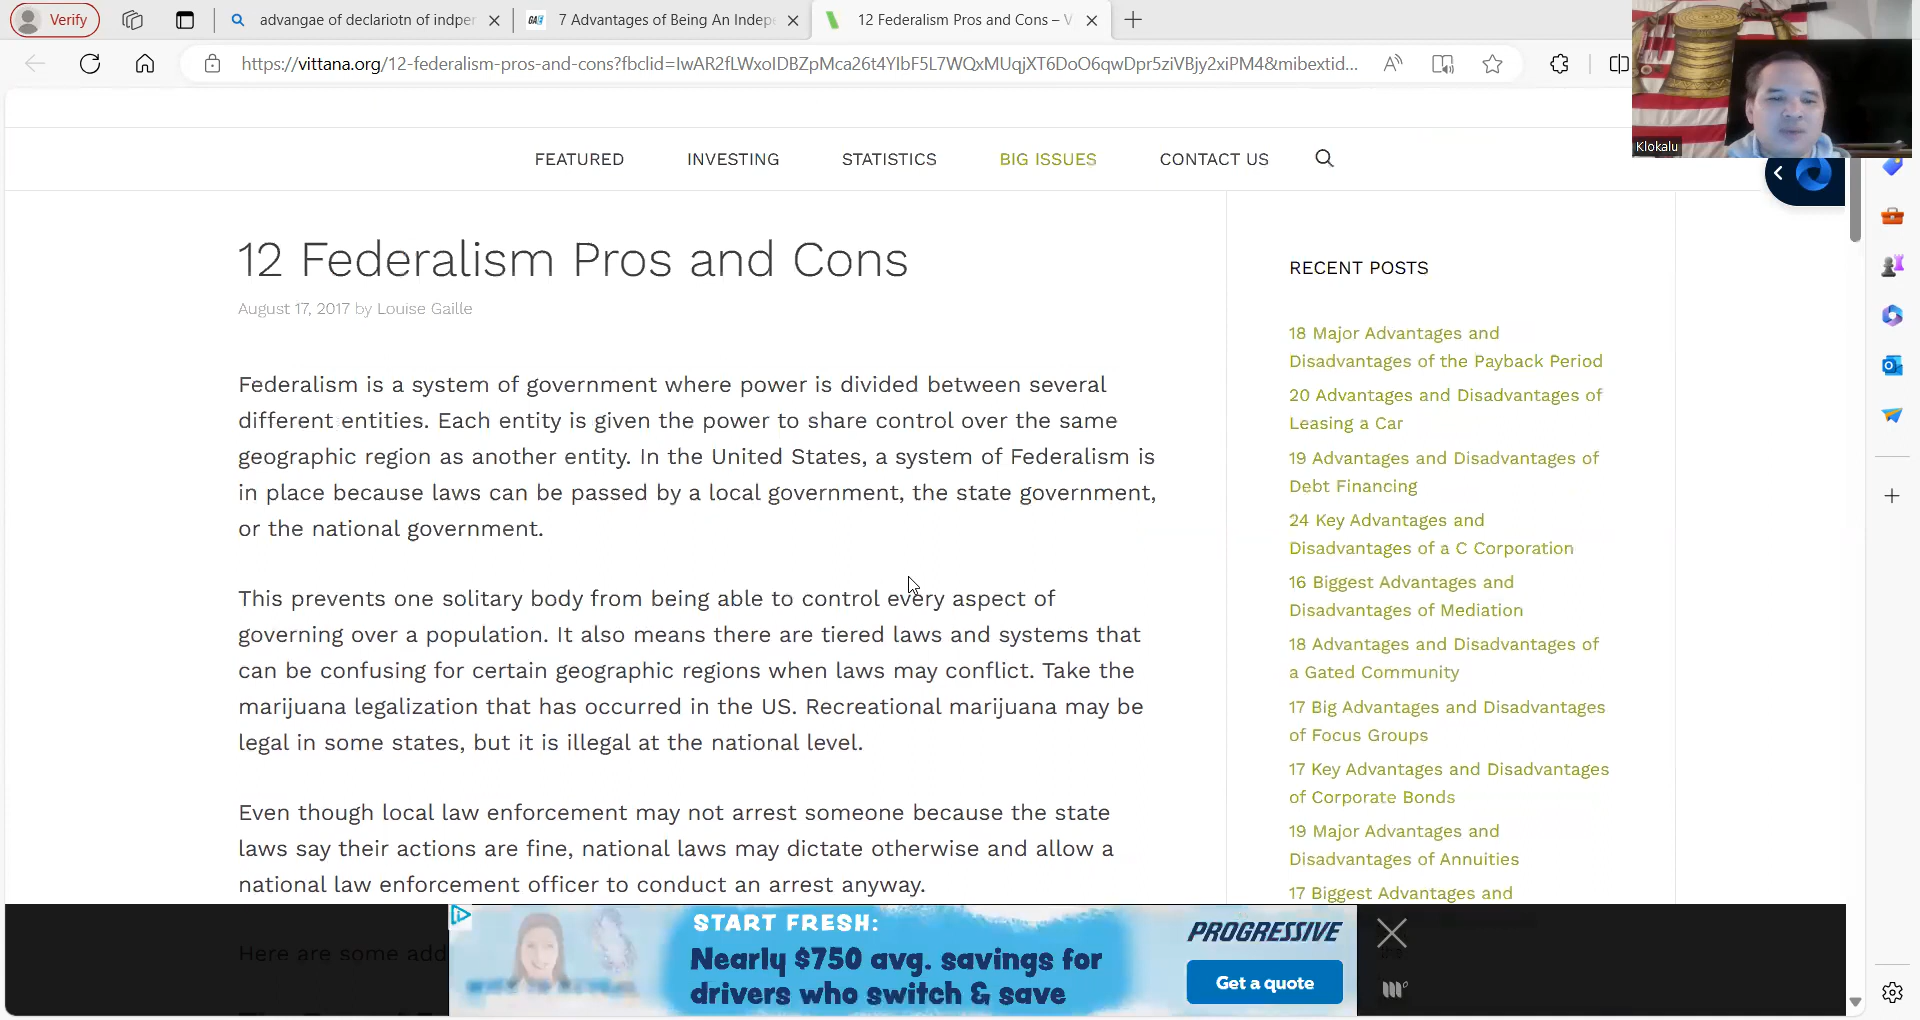 Verify
advangae of declariotn of indper
7 Advantages of Being An Indepe
12 Federalism Pros and Cons – V
https://vittana.org/12-federalism-pros-and-cons?fbclid=IwAR2fLWxoIDBZpMca26t4YIbF5L7WQxMUqjXT6DoO6qwDpr5ziVBjy2xiPM4&mibextid...
Klokalu
FEATURED
INVESTING
STATISTICS
BIG ISSUES
CONTACT US
12 Federalism Pros and Cons
August 17, 2017 by Louise Gaille
Federalism is a system of government where power is divided between several
different entities. Each entity is given the power to share control over the same
geographic region as another entity. In the United States, a system of Federalism is
in place because laws can be passed by a local government, the state government,
or the national government.
This prevents one solitary body from being able to control every aspect of
governing over a population. It also means there are tiered laws and systems that
can be confusing for certain geographic regions when laws may conflict. Take the
marijuana legalization that has occurred in the US. Recreational marijuana may be
legal in some states, but it is illegal at the national level.
Even though local law enforcement may not arrest someone because the state
laws say their actions are fine, national laws may dictate otherwise and allow a
national law enforcement officer to conduct an arrest anyway.
Here are some add
RECENT POSTS
18 Major Advantages and
Disadvantages of the Payback Period
20 Advantages and Disadvantages of
Leasing a Car
19 Advantages and Disadvantages of
Debt Financing
24 Key Advantages and
Disadvantages of a C Corporation
16 Biggest Advantages and
Disadvantages of Mediation
18 Advantages and Disadvantages of
a Gated Community
17 Big Advantages and Disadvantages
of Focus Groups
17 Key Advantages and Disadvantages
of Corporate Bonds
19 Major Advantages and
Disadvantages of Annuities
17 Biggest Advantages and
START FRESH:
Nearly $750 avg. savings for
drivers who switch & save
PROGRESSIVE
Get a quote